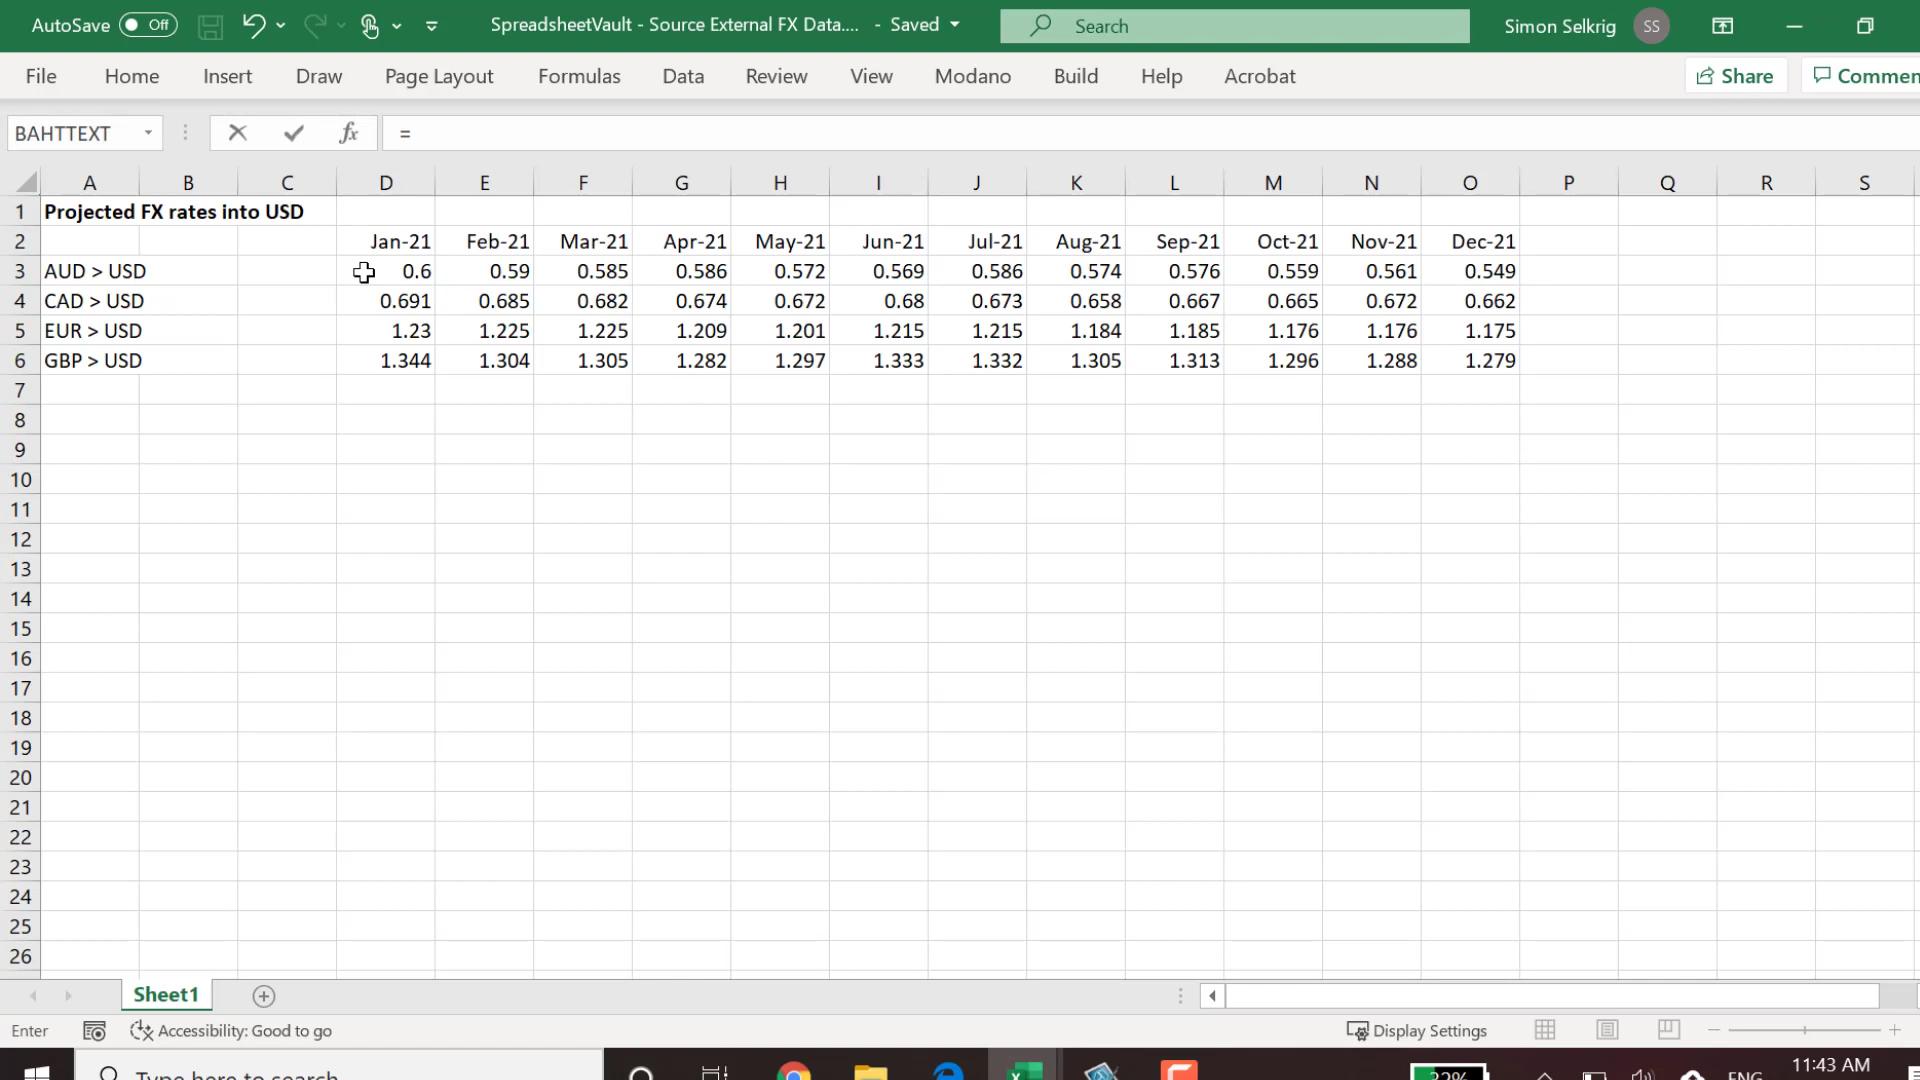 AutoSave Off SpreadsheetVault - Source External FX Data.... - Saved Search Simon Selkrig SS
File Home Insert Draw Page Layout Formulas Data Review View Modano Build Help Acrobat Share Commen
BAHTTEXT fx =
A B C D E F G H I J K L M N O P Q R S
1 Projected FX rates into USD
2 Jan-21 Feb-21 Mar-21 Apr-21 May-21 Jun-21 Jul-21 Aug-21 Sep-21 Oct-21 Nov-21 Dec-21
3 AUD > USD 0.6 0.59 0.585 0.586 0.572 0.569 0.586 0.574 0.576 0.559 0.561 0.549
4 CAD > USD 0.691 0.685 0.682 0.674 0.672 0.68 0.673 0.658 0.667 0.665 0.672 0.662
5 EUR > USD 1.23 1.225 1.225 1.209 1.201 1.215 1.215 1.184 1.185 1.176 1.176 1.175
6 GBP > USD 1.344 1.304 1.305 1.282 1.297 1.333 1.332 1.305 1.313 1.296 1.288 1.279
7
8
9
10
11
12
13
14
15
16
17
18
19
20
21
22
23
24
25
26
Sheet1
Enter Accessibility: Good to go Display Settings
Type here to search 32% ENG 11:43 AM